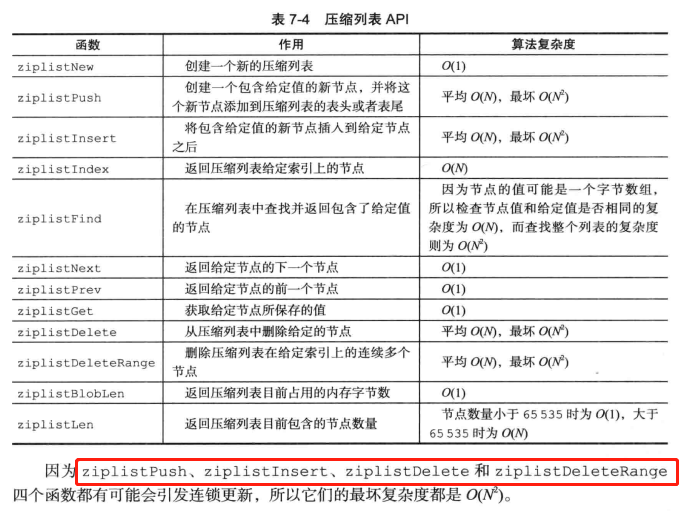 表 7-4 压缩列表 API
函数 作用 算法复杂度
ziplistNew 创建一个新的压缩列表 O(1)
ziplistPush 创建一个包含给定值的新节点，并将这 平均 O(N)，最坏 O(N²)
个新节点添加到压缩列表的表头或者表尾
ziplistInsert 将包含给定值的新节点插入到给定节点 平均 O(N)，最坏 O(N²)
之后
ziplistIndex 返回压缩列表给定索引上的节点 O(N)
ziplistFind 在压缩列表中查找并返回包含了给定值 因为节点的值可能是一个字节数组，
的节点 所以检查节点值和给定值是否相同的复
杂度为 O(N)，而查找整个列表的复杂度
则为 O(N²)
ziplistNext 返回给定节点的下一个节点 O(1)
ziplistPrev 返回给定节点的前一个节点 O(1)
ziplistGet 获取给定节点所保存的值 O(1)
ziplistDelete 从压缩列表中删除给定的节点 平均 O(N)，最坏 O(N²)
ziplistDeleteRange 删除压缩列表在给定索引上的连续多个 平均 O(N)，最坏 O(N²)
节点
ziplistBlobLen 返回压缩列表目前占用的内存字节数 O(1)
ziplistLen 返回压缩列表目前包含的节点数量 节点数量小于 65 535 时为 O(1)，大于
65 535 时为 O(N)
因为 ziplistPush、ziplistInsert、ziplistDelete 和 ziplistDeleteRange
四个函数都有可能会引发连锁更新，所以它们的最坏复杂度都是 O(N²)。